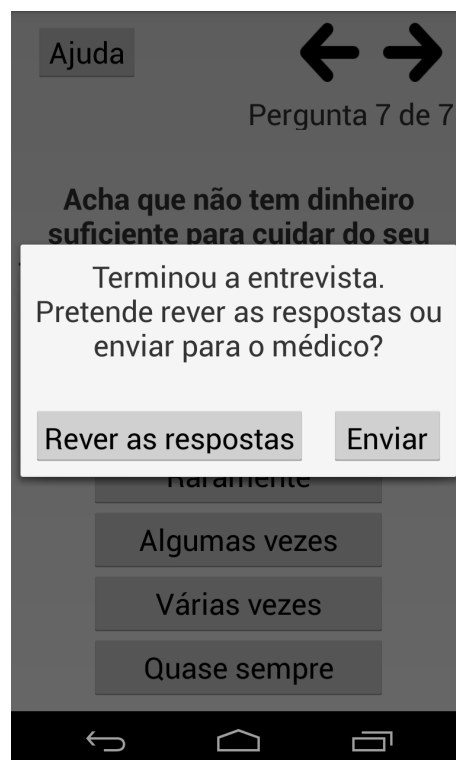 Ajuda
Pergunta 7 de 7
Acha que não tem dinheiro
suficiente para cuidar do seu
Terminou a entrevista.
Pretende rever as respostas ou
enviar para o médico?
Rever as respostas
Enviar
Raramente
Algumas vezes
Várias vezes
Quase sempre